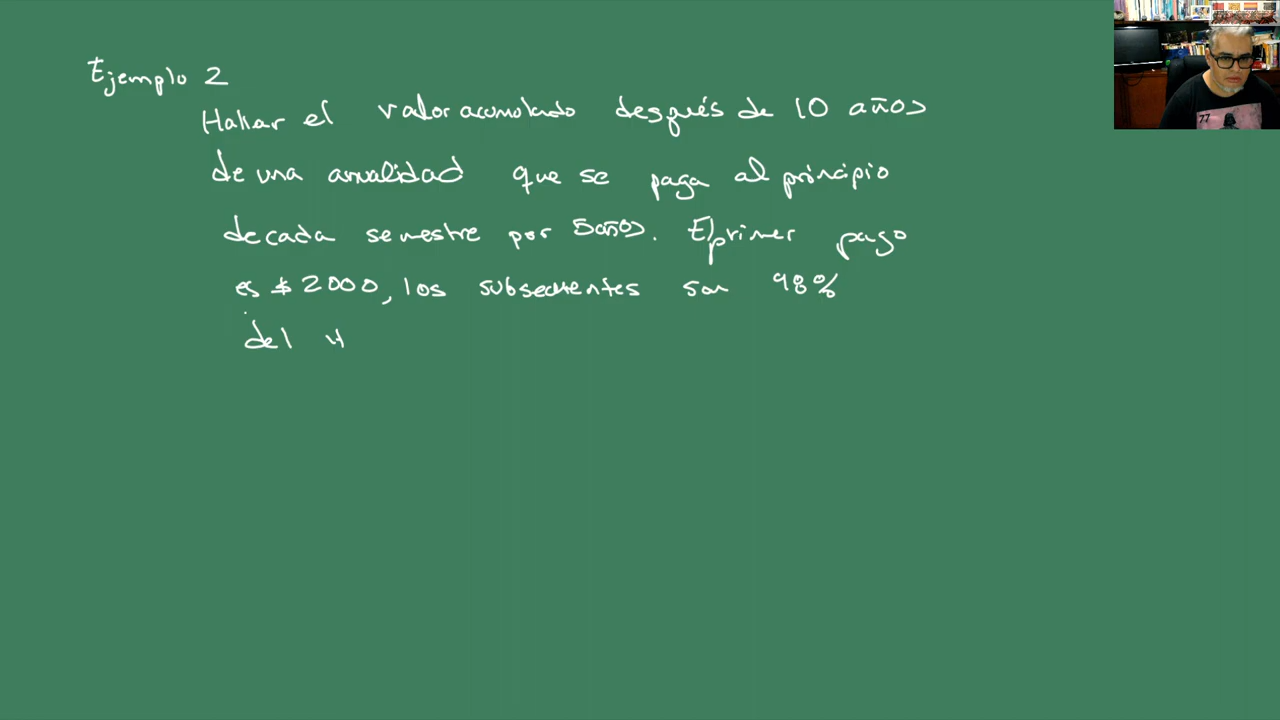 Ejemplo 2
Hallar el valor acumulado después de 10 años
de una anualidad que se paga al principio
de cada semestre por 5 años. El primer pago
es $2000, los subsecuentes son 98%
del